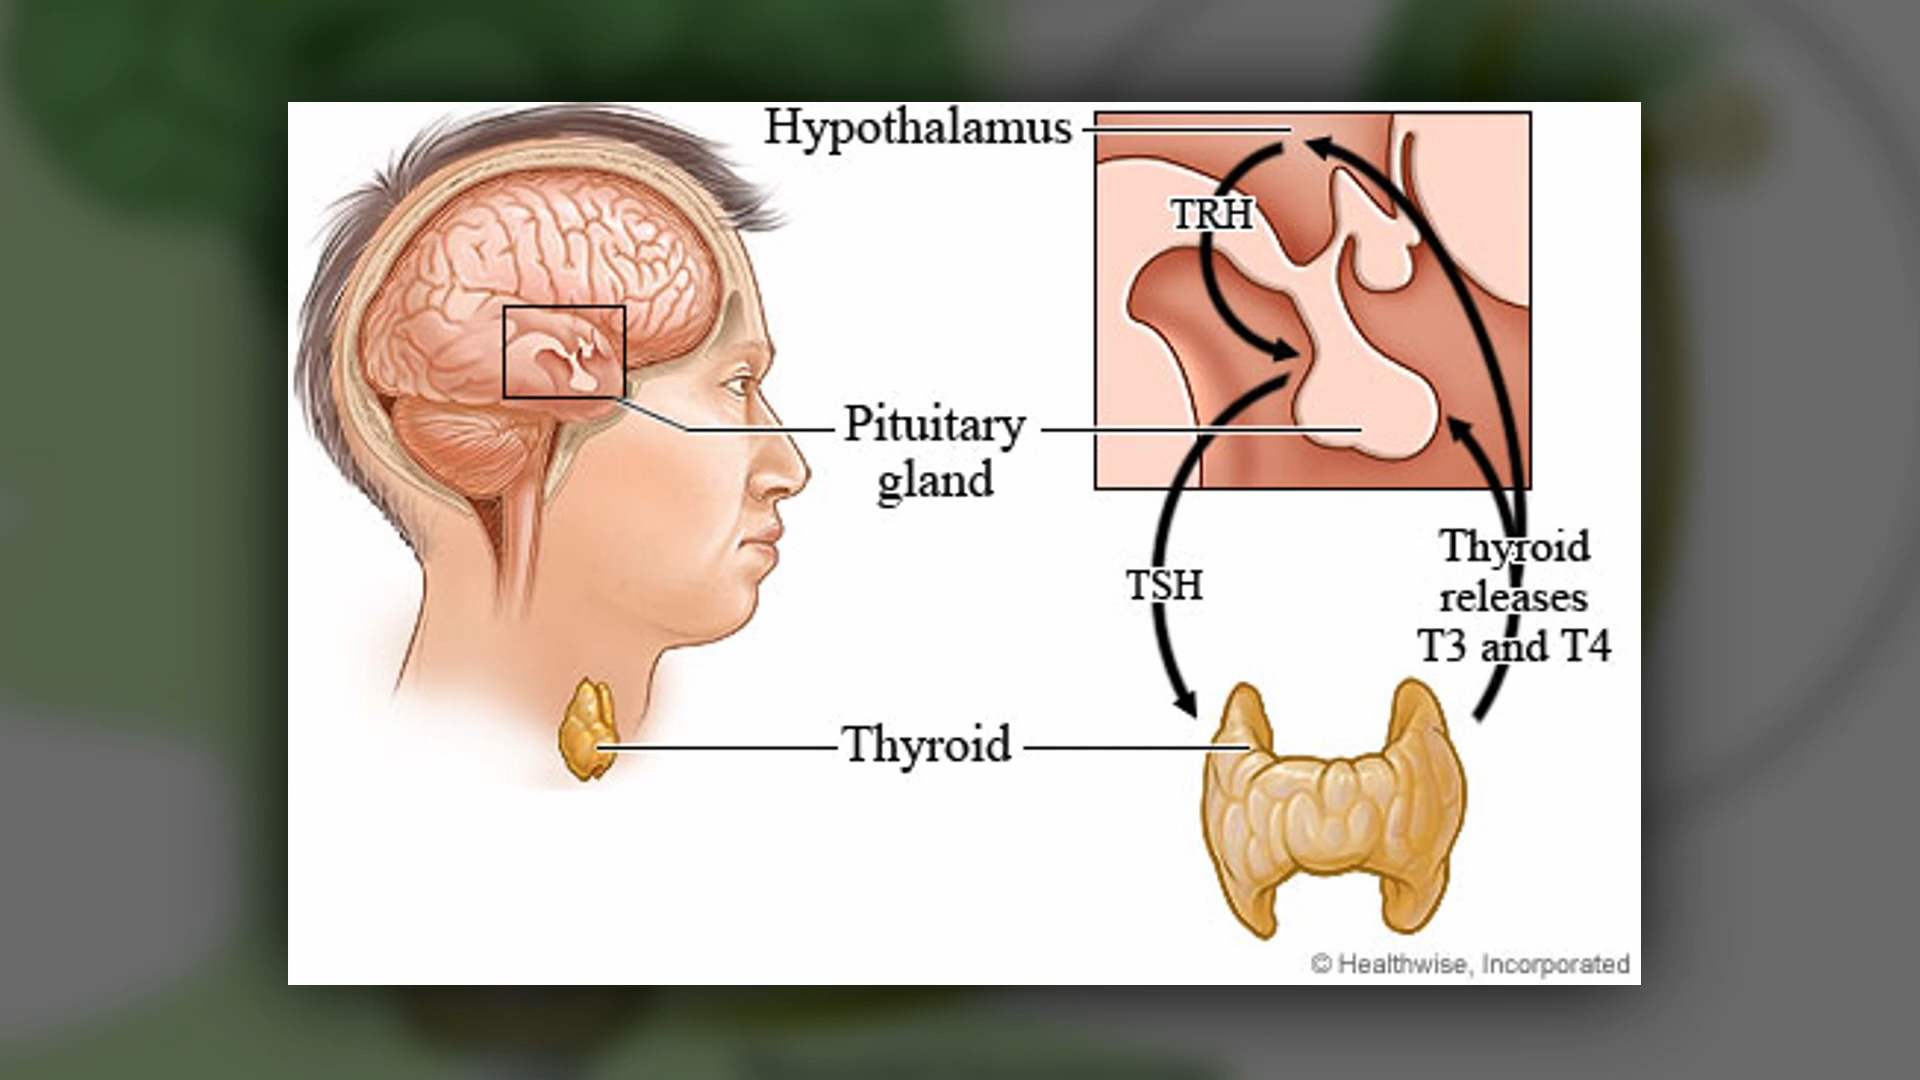 Hypothalamus
TRH
Pituitary
gland
TSH
Thyroid
releases
T3 and T4
Thyroid
© Healthwise, Incorporated